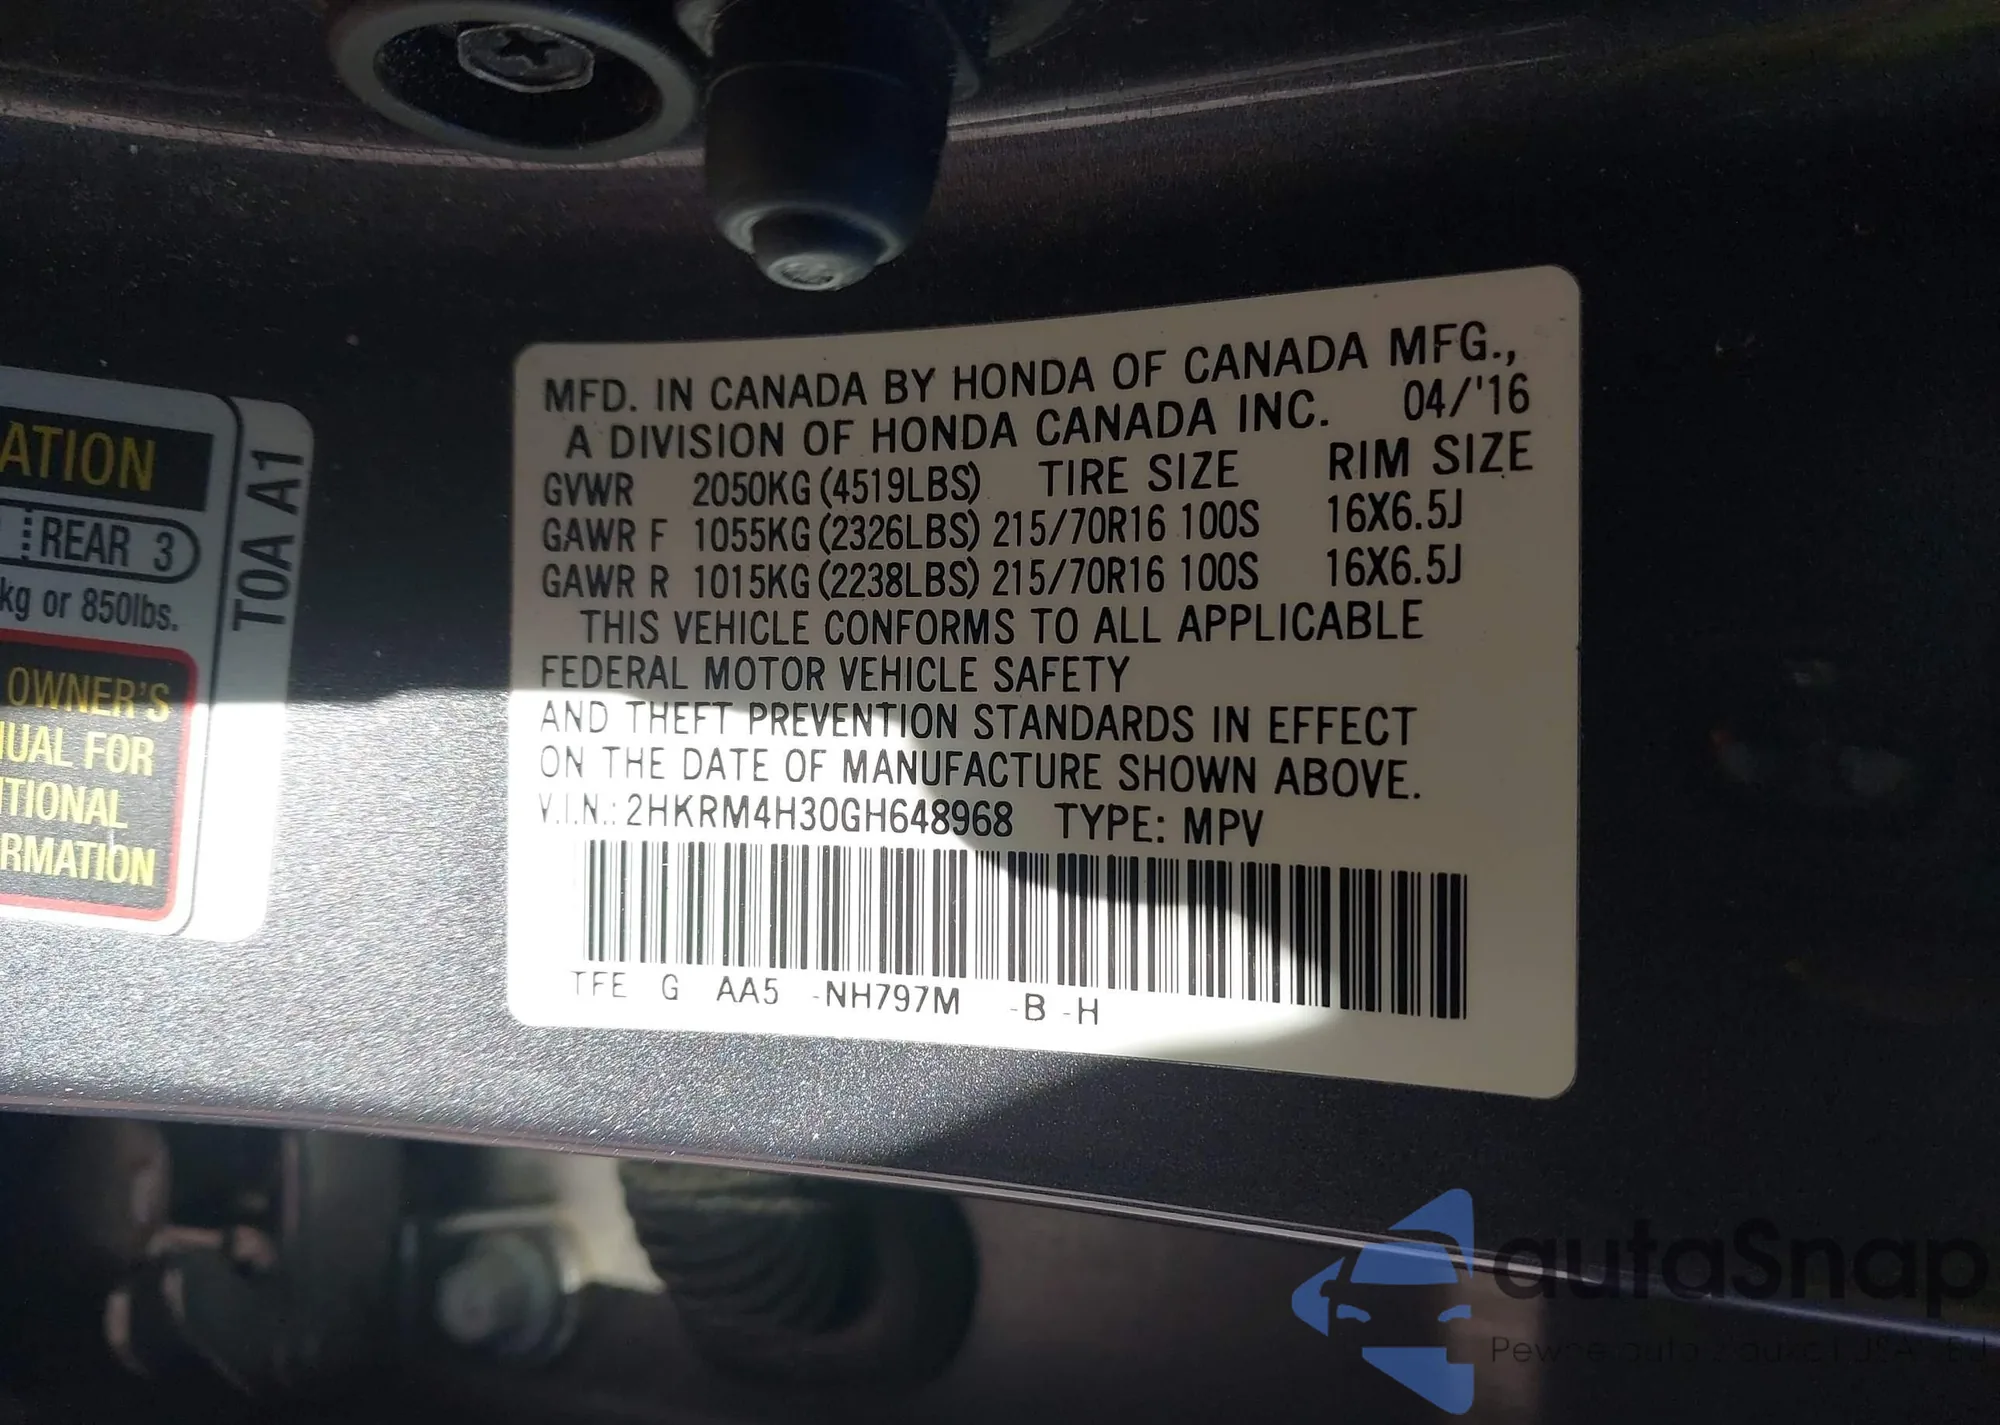 ATION
REAR 3
kg or 850lbs.
OWNER'S
UAL FOR
TIONAL
RMATION
T0A A1
MFD. IN CANADA BY HONDA OF CANADA MFG.,
A DIVISION OF HONDA CANADA INC. 04/'16
GVWR 2050KG (4519LBS) TIRE SIZE RIM SIZE
GAWR F 1055KG (2326LBS) 215/70R16 100S 16X6.5J
GAWR R 1015KG (2238LBS) 215/70R16 100S 16X6.5J
THIS VEHICLE CONFORMS TO ALL APPLICABLE
FEDERAL MOTOR VEHICLE SAFETY
AND THEFT PREVENTION STANDARDS IN EFFECT
ON THE DATE OF MANUFACTURE SHOWN ABOVE.
V.I.N.: 2HKRM4H30GH648968 TYPE: MPV
TFE G AA5 -NH797M -B -H
autaSnap